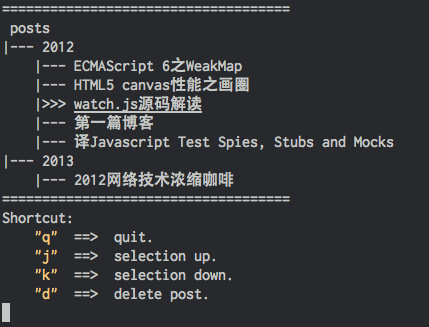 ====================================
posts
|--- 2012
    |--- ECMAScript 6之WeakMap
    |--- HTML5 canvas性能之画圈
    |>>> watch.js源码解读
    |--- 第一篇博客
    |--- 译Javascript Test Spies, Stubs and Mocks
|--- 2013
    |--- 2012网络技术浓缩咖啡
====================================
Shortcut:
    "q"  ==>  quit.
    "j"  ==>  selection up.
    "k"  ==>  selection down.
    "d"  ==>  delete post.